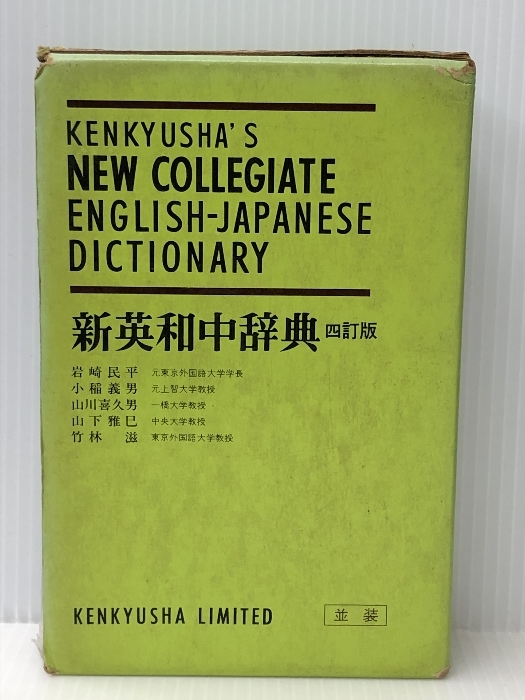 KENKYUSHA'S
NEW COLLEGIATE
ENGLISH-JAPANESE
DICTIONARY
新英和中辞典 四訂版
岩崎民平 元東京外国語大学学長
小稲義男 元上智大学教授
山川喜久男 一橋大学教授
山下雅巳 中央大学教授
竹林 滋 東京外国語大学教授
KENKYUSHA LIMITED 並装